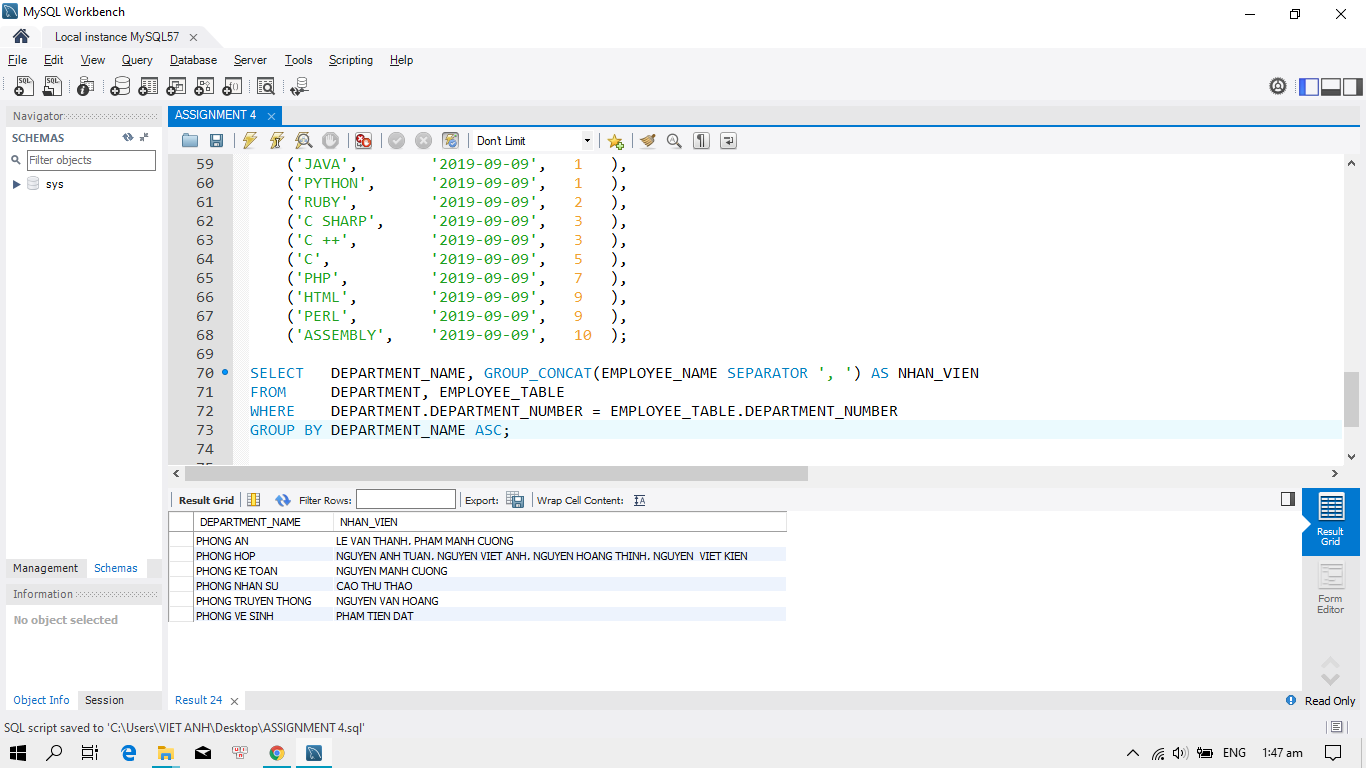 MySQL Workbench
Local instance MySQL57
File Edit View Query Database Server Tools Scripting Help
Navigator
SCHEMAS
Filter objects
sys
Management Schemas
Information
No object selected
Object Info Session
ASSIGNMENT 4
Don't Limit
59 ('JAVA', '2019-09-09', 1 ),
60 ('PYTHON', '2019-09-09', 1 ),
61 ('RUBY', '2019-09-09', 2 ),
62 ('C SHARP', '2019-09-09', 3 ),
63 ('C ++', '2019-09-09', 3 ),
64 ('C', '2019-09-09', 5 ),
65 ('PHP', '2019-09-09', 7 ),
66 ('HTML', '2019-09-09', 9 ),
67 ('PERL', '2019-09-09', 9 ),
68 ('ASSEMBLY', '2019-09-09', 10 );
69
70 SELECT DEPARTMENT_NAME, GROUP_CONCAT(EMPLOYEE_NAME SEPARATOR ', ') AS NHAN_VIEN
71 FROM DEPARTMENT, EMPLOYEE_TABLE
72 WHERE DEPARTMENT.DEPARTMENT_NUMBER = EMPLOYEE_TABLE.DEPARTMENT_NUMBER
73 GROUP BY DEPARTMENT_NAME ASC;
74
Result Grid Filter Rows: Export: Wrap Cell Content:
DEPARTMENT_NAME NHAN_VIEN
PHONG AN LE VAN THANH, PHAM MANH CUONG
PHONG HOP NGUYEN ANH TUAN, NGUYEN VIET ANH, NGUYEN HOANG THINH, NGUYEN VIET KIEN
PHONG KE TOAN NGUYEN MANH CUONG
PHONG NHAN SU CAO THU THAO
PHONG TRUYEN THONG NGUYEN VAN HOANG
PHONG VE SINH PHAM TIEN DAT
Result
Grid
Form
Editor
Result 24
Read Only
SQL script saved to 'C:\Users\VIET ANH\Desktop\ASSIGNMENT 4.sql'
ENG 1:47 am